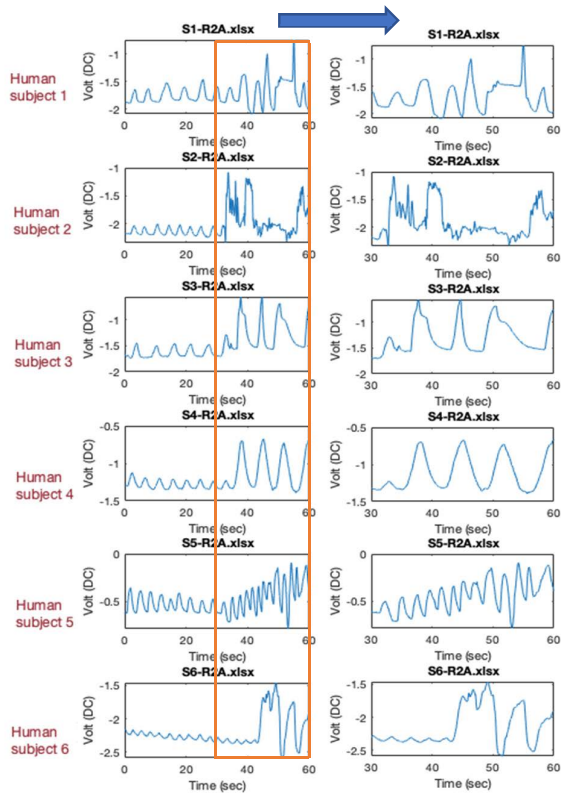 S1-R2A.xlsx
S1-R2A.xlsx
Human
subject 1
Volt (DC)
-1
-1.5
-2
0 20 40 60
Time (sec)
Volt (DC)
-1
-1.5
-2
30 40 50 60
Time (sec)
S2-R2A.xlsx
S2-R2A.xlsx
Human
subject 2
Volt (DC)
-1
-1.5
-2
0 20 40 60
Time (sec)
Volt (DC)
-1
-1.5
-2
30 40 50 60
Time (sec)
S3-R2A.xlsx
S3-R2A.xlsx
Human
subject 3
Volt (DC)
-1
-1.5
-2
0 20 40 60
Time (sec)
Volt (DC)
-1
-1.5
-2
30 40 50 60
Time (sec)
S4-R2A.xlsx
S4-R2A.xlsx
Human
subject 4
Volt (DC)
-0.5
-1
-1.5
0 20 40 60
Time (sec)
Volt (DC)
-0.5
-1
-1.5
30 40 50 60
Time (sec)
S5-R2A.xlsx
S5-R2A.xlsx
Human
subject 5
Volt (DC)
0
-0.5
0 20 40 60
Time (sec)
Volt (DC)
0
-0.5
30 40 50 60
Time (sec)
S6-R2A.xlsx
S6-R2A.xlsx
Human
subject 6
Volt (DC)
-1.5
-2
-2.5
0 20 40 60
Time (sec)
Volt (DC)
-1.5
-2
-2.5
30 40 50 60
Time (sec)